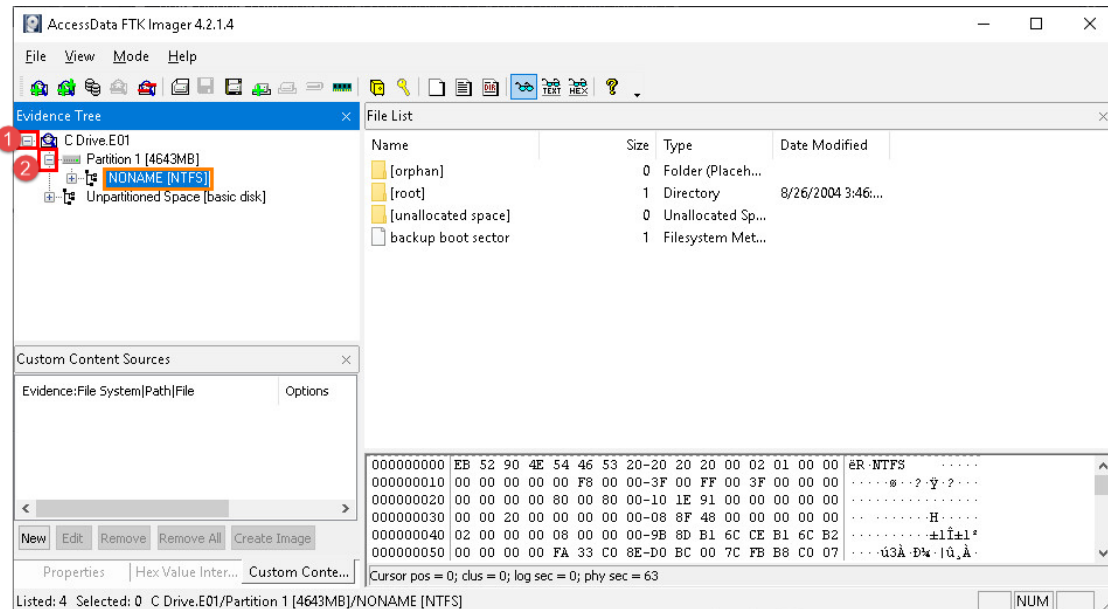 AccessData FTK Imager 4.2.1.4
File View Mode Help
Evidence Tree
File List
1
C Drive.E01
2
Partition 1 [4643MB]
NONAME [NTFS]
Unpartitioned Space [basic disk]
Name Size Type Date Modified
[orphan] 0 Folder (Placeh...
[root] 1 Directory 8/26/2004 3:46:...
[unallocated space] 0 Unallocated Sp...
backup boot sector 1 Filesystem Met...
Custom Content Sources
Evidence:File System|Path|File Options
New Edit Remove Remove All Create Image
Properties Hex Value Inter... Custom Conte...
000000000 EB 52 90 4E 54 46 53 20-20 20 20 00 02 01 00 00 ëR·NTFS ·····
000000010 00 00 00 00 00 F8 00 00-3F 00 FF 00 3F 00 00 00 ·····ø··?·ÿ·?···
000000020 00 00 00 00 80 00 80 00-10 1E 91 00 00 00 00 00 ················
000000030 00 00 20 00 00 00 00 00-08 8F 48 00 00 00 00 00 ·· ·······H·····
000000040 02 00 00 00 08 00 00 00-9B 8D B1 6C CE B1 6C B2 ··········±lÎ±l²
000000050 00 00 00 00 FA 33 C0 8E-D0 BC 00 7C FB B8 C0 07 ····ú3À·Ð¼·|û¸À·
Cursor pos = 0; clus = 0; log sec = 0; phy sec = 63
Listed: 4 Selected: 0 C Drive.E01/Partition 1 [4643MB]/NONAME [NTFS]
NUM